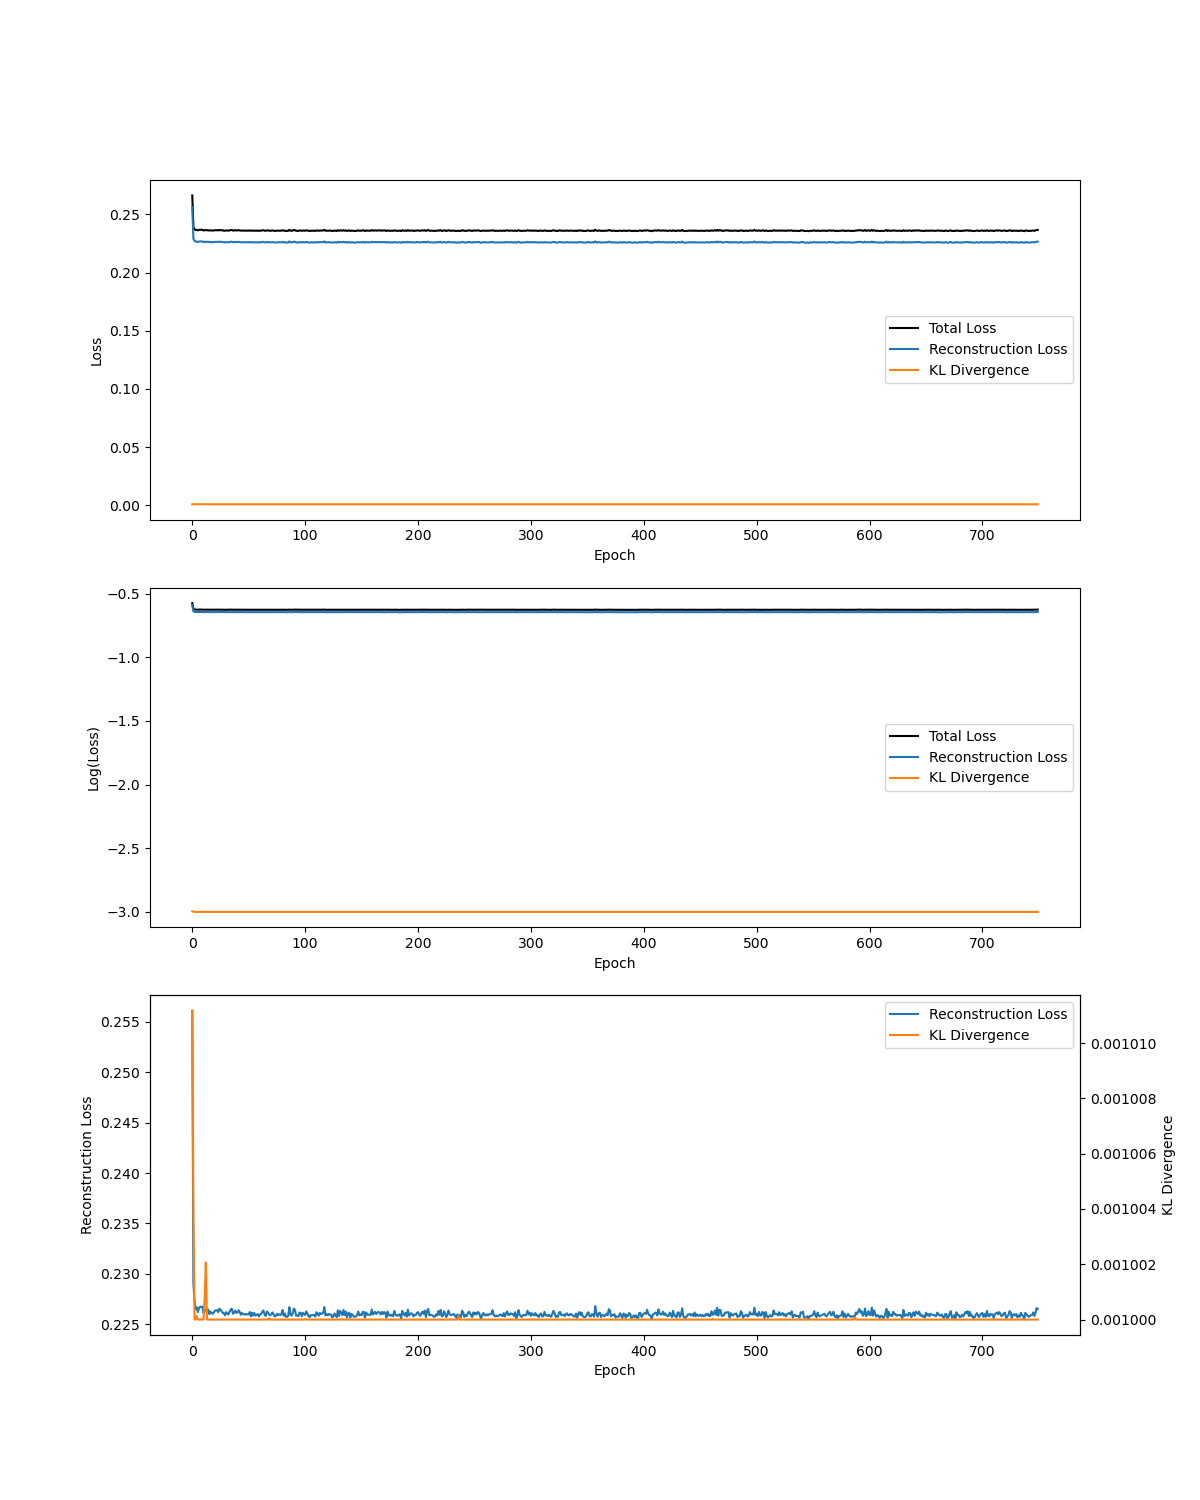 0.25
0.20
0.15
0.10
0.05
0.00
Loss
Total Loss
Reconstruction Loss
KL Divergence
0 100 200 300 400 500 600 700
Epoch
−0.5
−1.0
−1.5
−2.0
−2.5
−3.0
Log(Loss)
Total Loss
Reconstruction Loss
KL Divergence
0 100 200 300 400 500 600 700
Epoch
0.255
0.250
0.245
0.240
0.235
0.230
0.225
Reconstruction Loss
Reconstruction Loss
KL Divergence
0.001010
0.001008
0.001006
0.001004
0.001002
0.001000
KL Divergence
0 100 200 300 400 500 600 700
Epoch